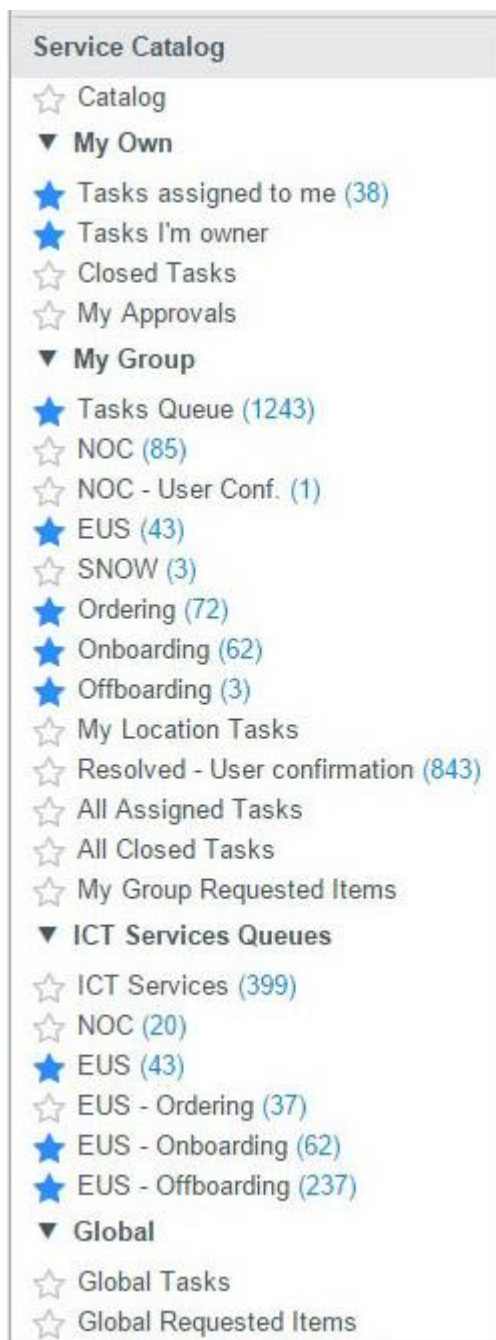 Service Catalog
Catalog
My Own
Tasks assigned to me (38)
Tasks I'm owner
Closed Tasks
My Approvals
My Group
Tasks Queue (1243)
NOC (85)
NOC - User Conf. (1)
EUS (43)
SNOW (3)
Ordering (72)
Onboarding (62)
Offboarding (3)
My Location Tasks
Resolved - User confirmation (843)
All Assigned Tasks
All Closed Tasks
My Group Requested Items
ICT Services Queues
ICT Services (399)
NOC (20)
EUS (43)
EUS - Ordering (37)
EUS - Onboarding (62)
EUS - Offboarding (237)
Global
Global Tasks
Global Requested Items